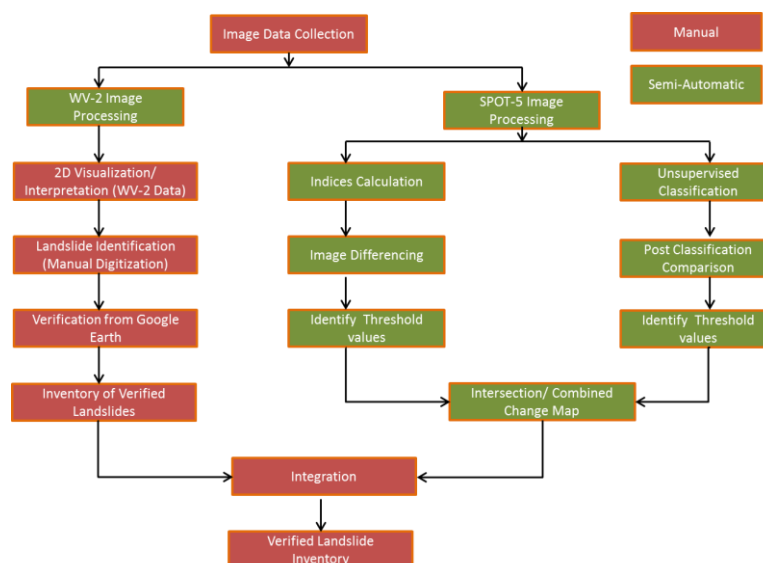 Image Data Collection
Manual
Semi-Automatic
WV-2 Image
Processing
SPOT-5 Image
Processing
2D Visualization/
Interpretation (WV-2 Data)
Indices Calculation
Unsupervised
Classification
Landslide Identification
(Manual Digitization)
Image Differencing
Post Classification
Comparison
Verification from Google
Earth
Identify Threshold
values
Identify Threshold
values
Inventory of Verified
Landslides
Intersection/ Combined
Change Map
Integration
Verified Landslide
Inventory